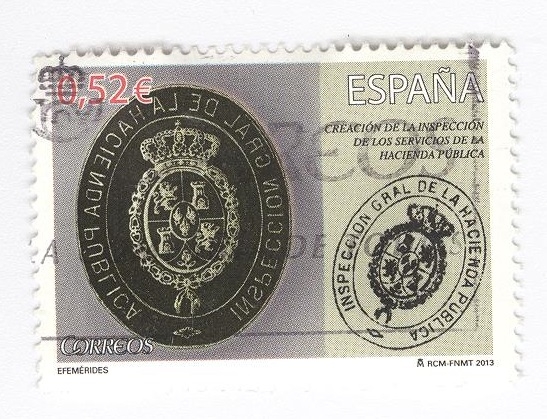 0,52€
ESPAÑA
CREACIÓN DE LA INSPECCIÓN
DE LOS SERVICIOS DE LA
HACIENDA PÚBLICA
INSPECCION GRAL DE LA HACIENDA PUBLICA
INSPECCION GRAL DE LA HACIENDA PUBLICA
CORREOS
CORREOS
EFEMÉRIDES
RCM-FNMT 2013